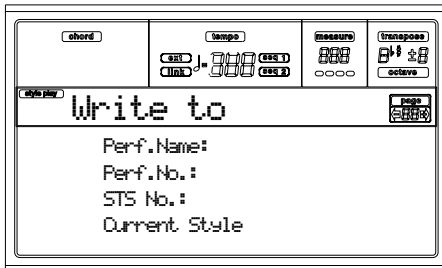 chord tempo measure transpose
ext seq 1
link seq 2
octave
style play
Write to
page
Perf.Name:
Perf.No.:
STS No.:
Current Style